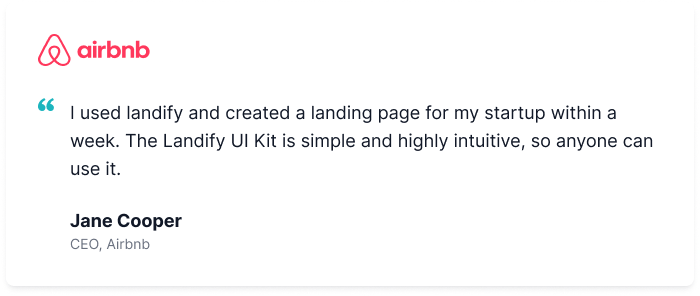 airbnb
“
I used landify and created a landing page for my startup within a
week. The Landify UI Kit is simple and highly intuitive, so anyone can
use it.
Jane Cooper
CEO, Airbnb